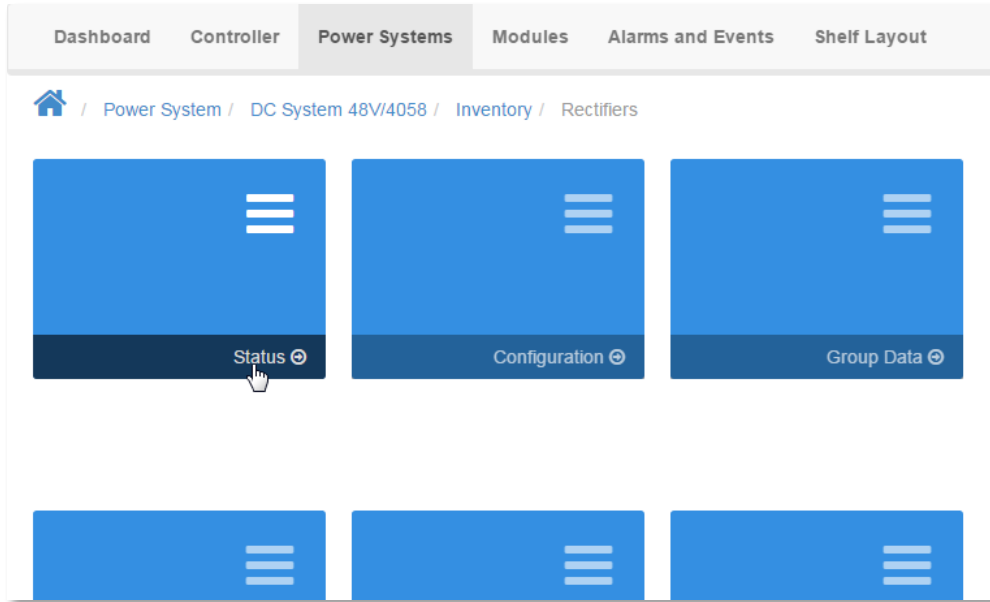 Dashboard Controller Power Systems Modules Alarms and Events Shelf Layout
/ Power System / DC System 48V/4058 / Inventory / Rectifiers
Status Configuration Group Data